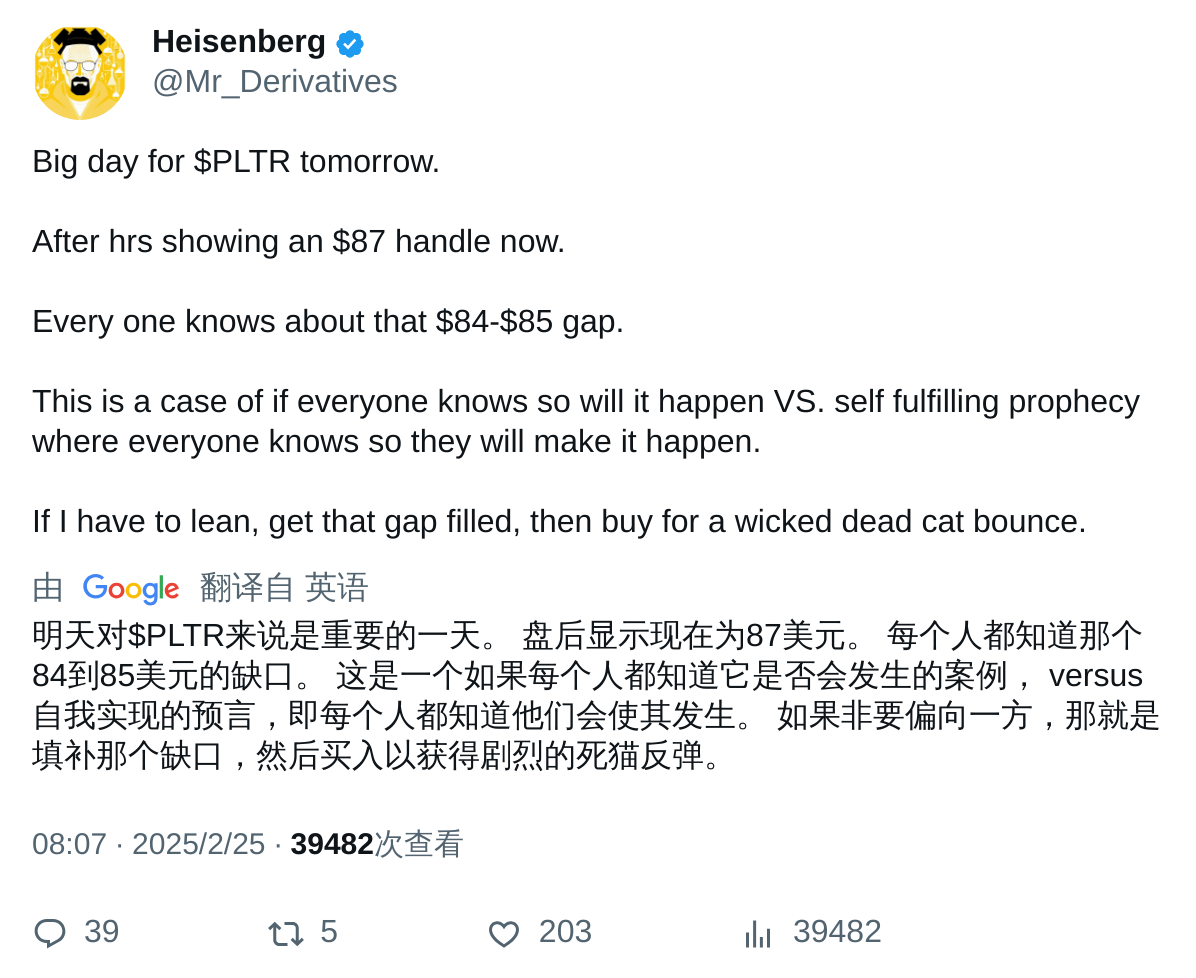 Heisenberg
@Mr_Derivatives
Big day for $PLTR tomorrow.
After hrs showing an $87 handle now.
Every one knows about that $84-$85 gap.
This is a case of if everyone knows so will it happen VS. self fulfilling prophecy
where everyone knows so they will make it happen.
If I have to lean, get that gap filled, then buy for a wicked dead cat bounce.
由 Google 翻译自 英语
明天对$PLTR来说是重要的一天。 盘后显示现在为87美元。 每个人都知道那个
84到85美元的缺口。 这是一个如果每个人都知道它是否会发生的案例， versus
自我实现的预言，即每个人都知道他们会使其发生。 如果非要偏向一方，那就是
填补那个缺口，然后买入以获得剧烈的死猫反弹。
08:07 · 2025/2/25 · 39482次查看
39 5 203 39482